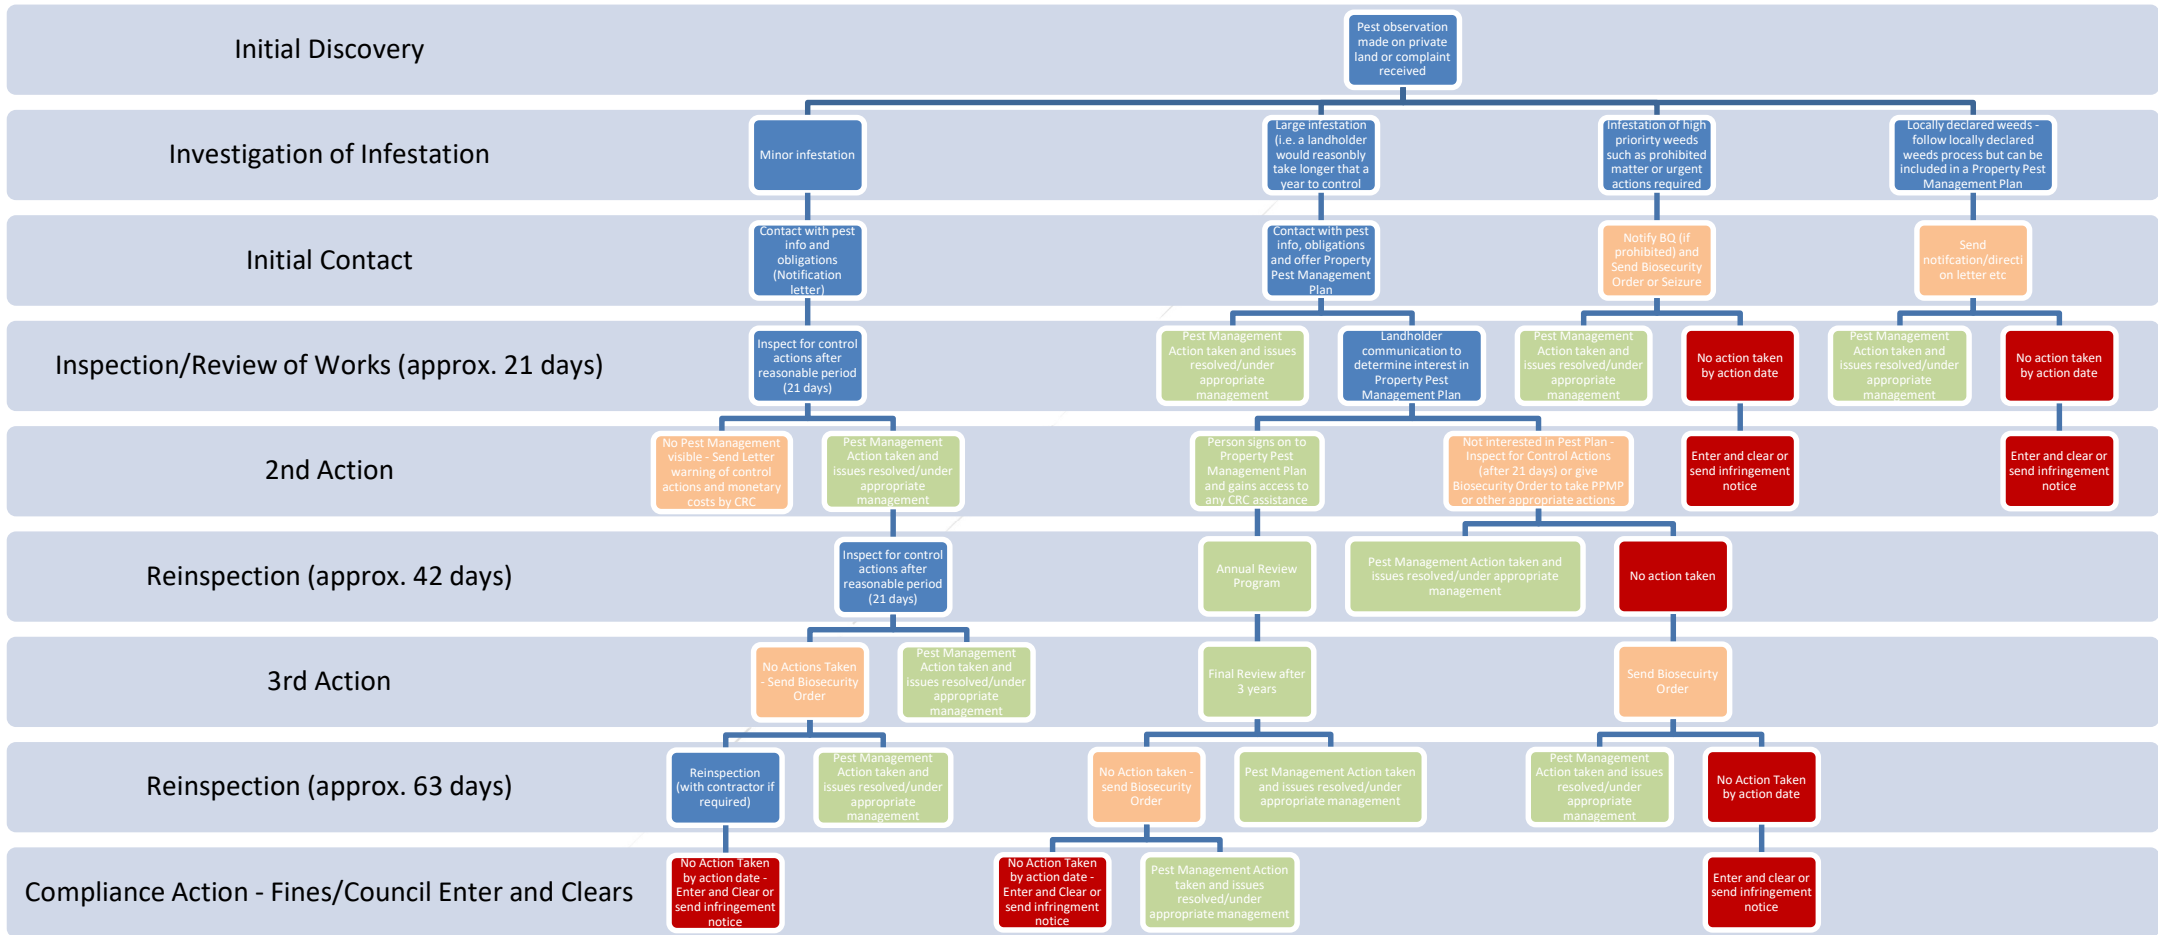 Initial Discovery
Pest observation
made on private
land or complaint
received
Investigation of Infestation
Minor infestation
Large infestation
(i.e. a landholder
would reasonbly
take longer that a
year to control
Infestation of high
priorirty weeds
such as prohibited
matter or urgent
actions required
Locally declared weeds -
follow locally declared
weeds process but can be
included in a Property Pest
Management Plan
Initial Contact
Contact with pest
info and
obligations
(Notification
letter)
Contact with pest
info, obligations
and offer Property
Pest Management
Plan
Notify BQ (if
prohibited) and
Send Biosecurity
Order or Seizure
Send
notifcation/directi
on letter etc
Inspection/Review of Works (approx. 21 days)
Inspect for control
actions after
reasonable period
(21 days)
Pest Management
Action taken and issues
resolved/under
appropriate
management
Landholder
communication to
determine interest in
Property Pest
Management Plan
Pest Management
Action taken and
issues resolved/under
appropriate
management
No action taken
by action date
Pest Management
Action taken and
issues resolved/under
appropriate
management
No action taken
by action date
2nd Action
No Pest Management
visible - Send Letter
warning of control
actions and monetary
costs by CRC
Pest Management
Action taken and
issues resolved/under
appropriate
management
Person signs on to
Property Pest
Management Plan
and gains access to
any CRC assistance
Not interested in Pest Plan -
Inspect for Control Actions
(after 21 days) or give
Biosecurity Order to take PPMP
or other appropriate actions
Enter and clear or
send infringement
notice
Enter and clear or
send infringement
notice
Reinspection (approx. 42 days)
Inspect for control
actions after
reasonable period
(21 days)
Annual Review
Program
Pest Management Action taken and
issues resolved/under appropriate
management
No action taken
3rd Action
No Actions Taken
- Send Biosecurity
Order
Pest Management
Action taken and
issues resolved/under
appropriate
management
Final Review after
3 years
Send Biosecuirty
Order
Reinspection (approx. 63 days)
Reinspection
(with contractor if
required)
Pest Management
Action taken and
issues resolved/under
appropriate
management
No Action taken -
send Biosecurity
Order
Pest Management Action taken
and issues resolved/under
appropriate management
Pest Management
Action taken and issues
resolved/under
appropriate
management
No Action Taken
by action date
Compliance Action - Fines/Council Enter and Clears
No Action Taken
by action date -
Enter and Clear or
send infringement
notice
No Action Taken
by action date -
Enter and Clear or
send infringment
notice
Pest Management Action
taken and issues
resolved/under
appropriate management
Enter and clear or
send infringement
notice